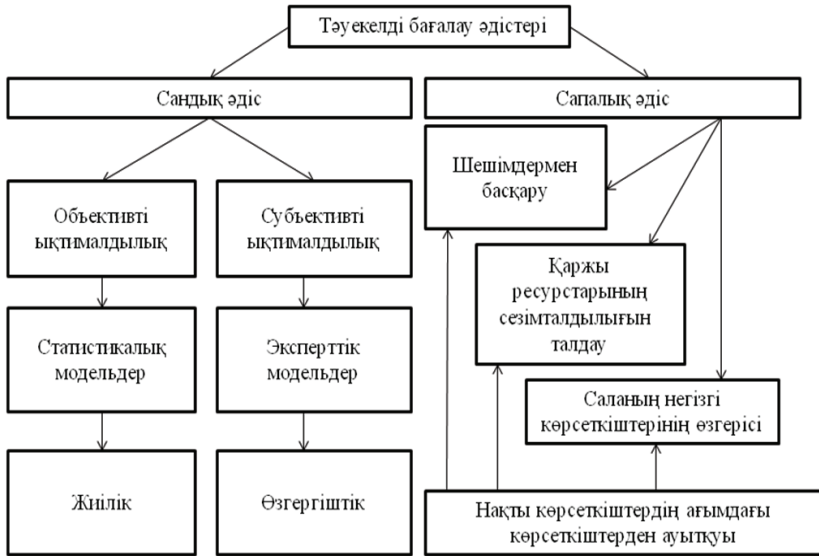 Тәуекелді бағалау әдістері
Сандық әдіс
Сапалық әдіс
Объективті
ықтималдылық
Субъективті
ықтималдылық
Шешімдермен
басқару
Қаржы
ресурстарының
сезімталдылығын
талдау
Статистикалық
модельдер
Эксперттік
модельдер
Саланың негізгі
көрсеткіштерінің өзгерісі
Жиілік
Өзгергіштік
Нақты көрсеткіштердің ағымдағы
көрсеткіштерден ауытқуы